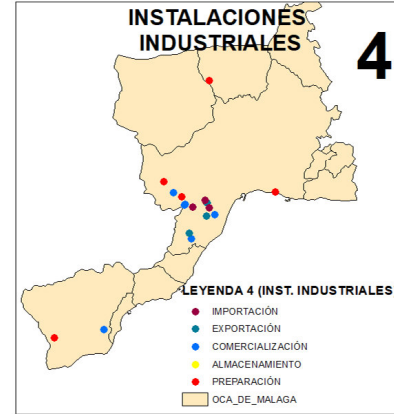 INSTALACIONES
INDUSTRIALES
4
LEYENDA 4 (INST. INDUSTRIALES
IMPORTACIÓN
EXPORTACIÓN
COMERCIALIZACIÓN
ALMACENAMIENTO
PREPARACIÓN
OCA_DE_MALAGA